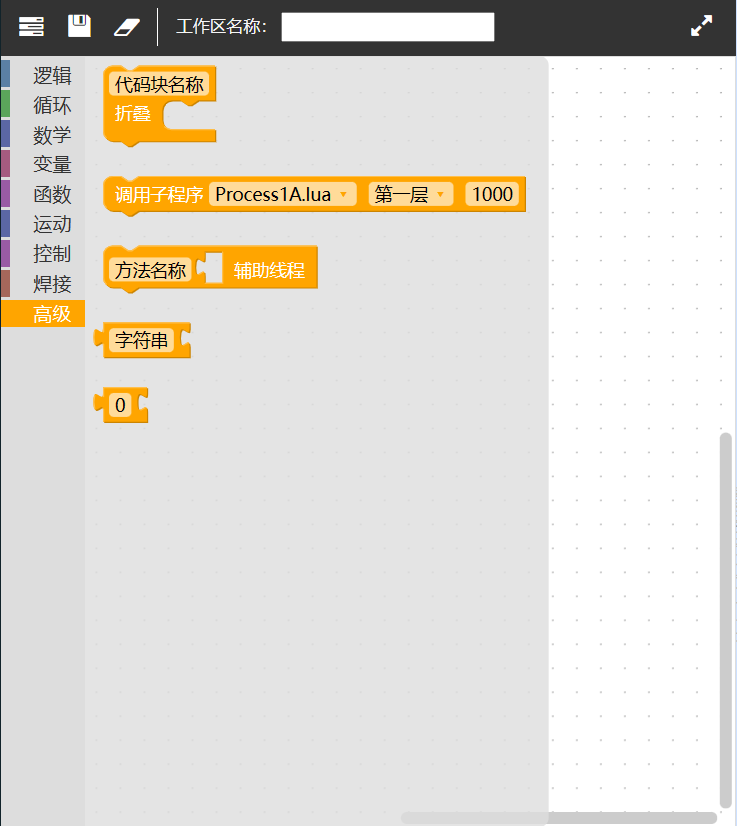 工作区名称：
逻辑
循环
数学
变量
函数
运动
控制
焊接
高级
代码块名称
折叠
调用子程序 Process1A.lua 第一层 1000
方法名称 辅助线程
字符串
0